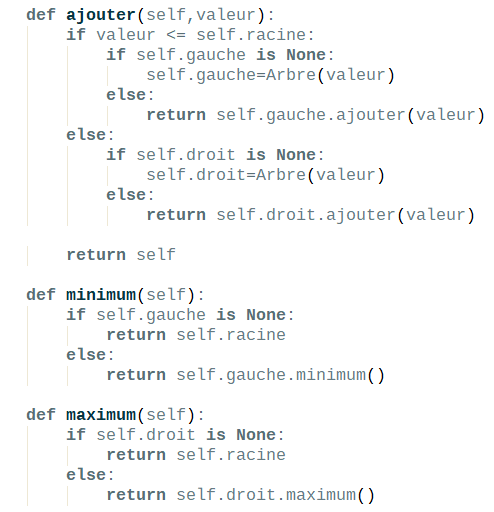 def ajouter(self,valeur):
    if valeur <= self.racine:
        if self.gauche is None:
            self.gauche=Arbre(valeur)
        else:
            return self.gauche.ajouter(valeur)
    else:
        if self.droit is None:
            self.droit=Arbre(valeur)
        else:
            return self.droit.ajouter(valeur)

    return self

def minimum(self):
    if self.gauche is None:
        return self.racine
    else:
        return self.gauche.minimum()

def maximum(self):
    if self.droit is None:
        return self.racine
    else:
        return self.droit.maximum()